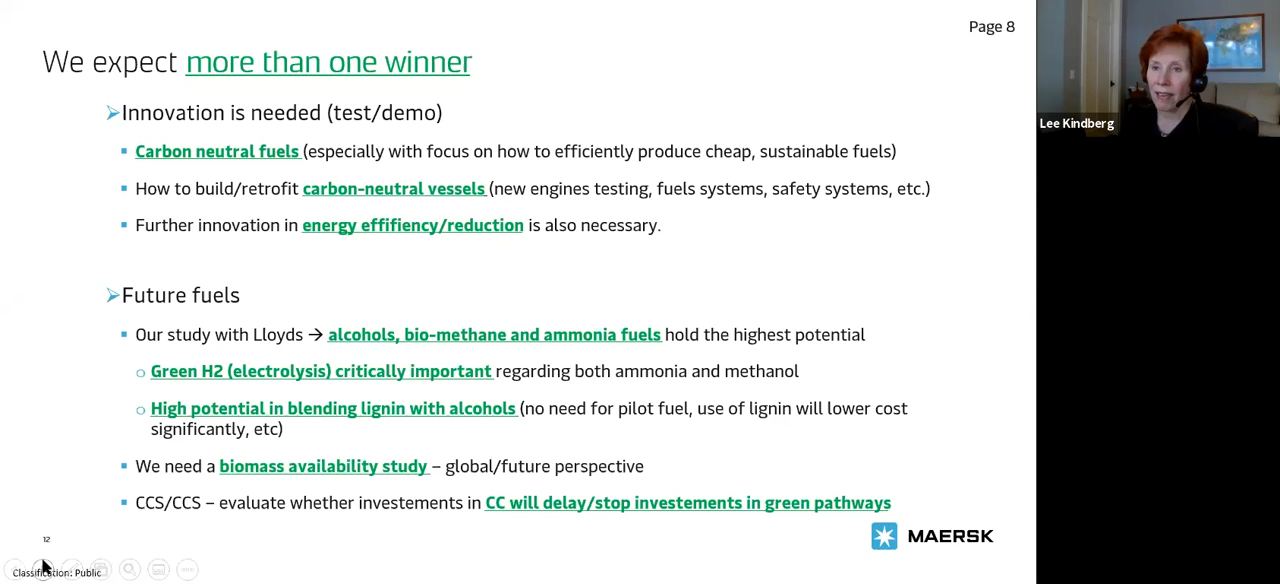 Page 8
We expect more than one winner
Innovation is needed (test/demo)
Carbon neutral fuels (especially with focus on how to efficiently produce cheap, sustainable fuels)
How to build/retrofit carbon-neutral vessels (new engines testing, fuels systems, safety systems, etc.)
Further innovation in energy effifiency/reduction is also necessary.
Future fuels
Our study with Lloyds → alcohols, bio-methane and ammonia fuels hold the highest potential
Green H2 (electrolysis) critically important regarding both ammonia and methanol
High potential in blending lignin with alcohols (no need for pilot fuel, use of lignin will lower cost
significantly, etc)
We need a biomass availability study – global/future perspective
CCS/CCS – evaluate whether investements in CC will delay/stop investements in green pathways
MAERSK
12
Classification: Public
Lee Kindberg